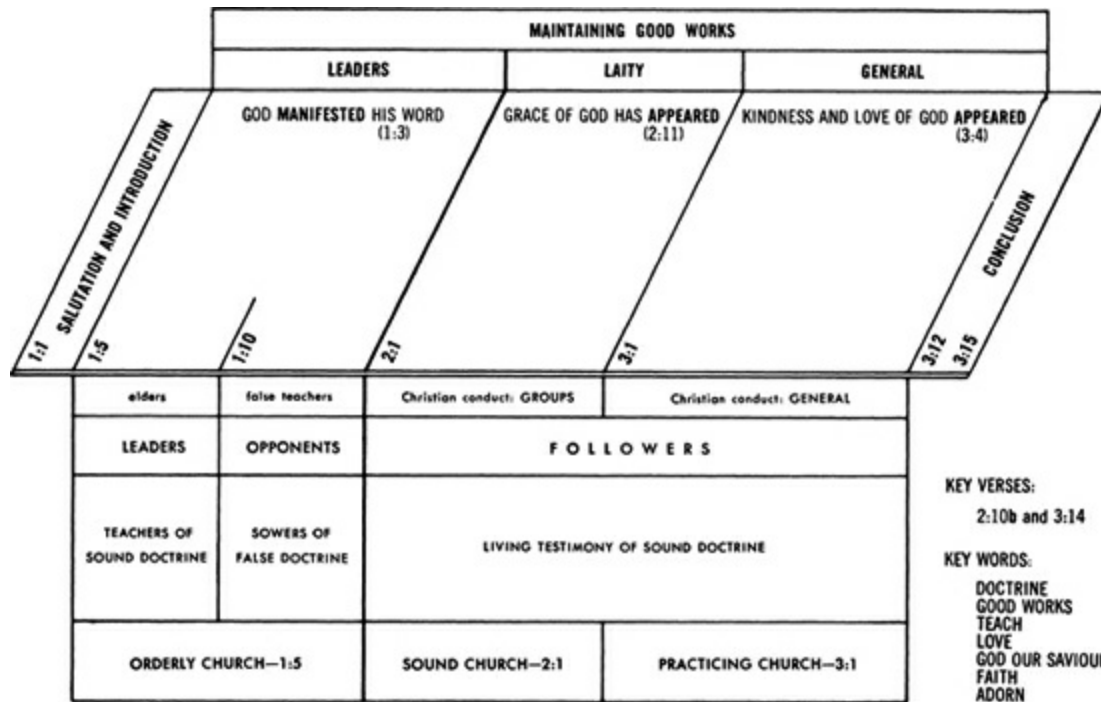 MAINTAINING GOOD WORKS
LEADERS
LAITY
GENERAL
GOD MANIFESTED HIS WORD
(1:3)
GRACE OF GOD HAS APPEARED
(2:11)
KINDNESS AND LOVE OF GOD APPEARED
(3:4)
SALUTATION AND INTRODUCTION
CONCLUSION
1:1
1:5
1:10
2:1
3:1
3:12
3:15
elders
false teachers
Christian conduct: GROUPS
Christian conduct: GENERAL
LEADERS
OPPONENTS
FOLLOWERS
TEACHERS OF
SOUND DOCTRINE
SOWERS OF
FALSE DOCTRINE
LIVING TESTIMONY OF SOUND DOCTRINE
ORDERLY CHURCH—1:5
SOUND CHURCH—2:1
PRACTICING CHURCH—3:1
KEY VERSES:
2:10b and 3:14
KEY WORDS:
DOCTRINE
GOOD WORKS
TEACH
LOVE
GOD OUR SAVIOUR
FAITH
ADORN